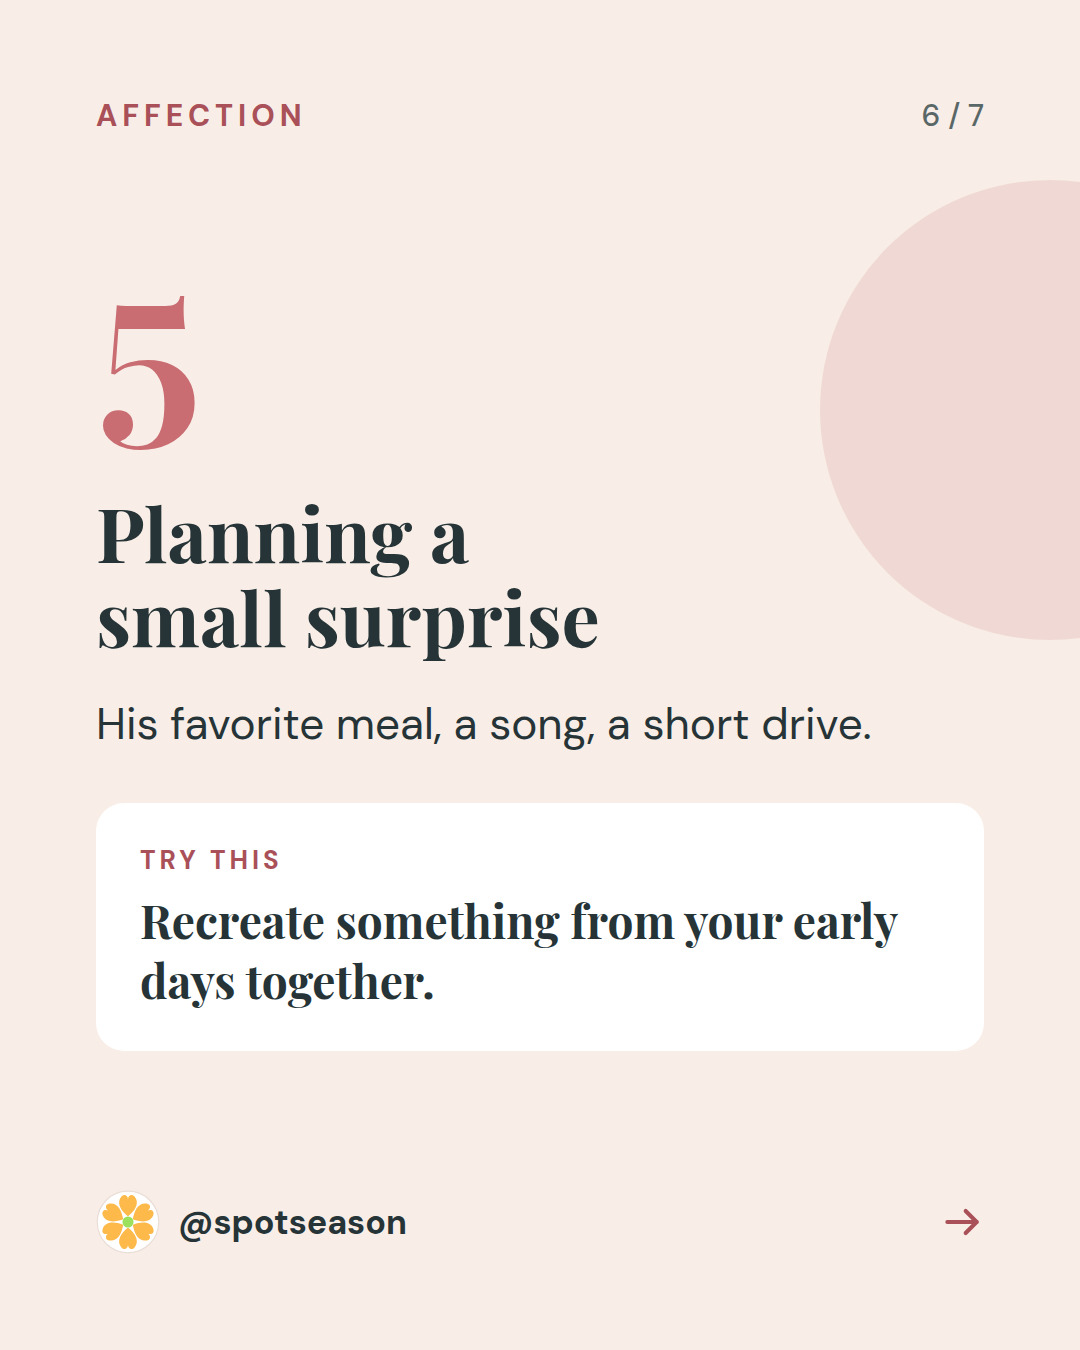 AFFECTION
6 / 7
5
Planning a
small surprise
His favorite meal, a song, a short drive.
TRY THIS
Recreate something from your early
days together.
@spotseason